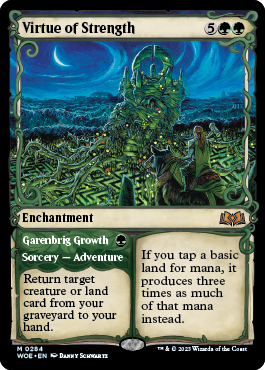 Virtue of Strength 5
Enchantment
Garenbrig Growth
Sorcery — Adventure
Return target
creature or land
card from your
graveyard to your
hand.
If you tap a basic
land for mana, it
produces three
times as much
of that mana
instead.
M 0284
WOE • EN Danny Schwartz
™ & © 2023 Wizards of the Coast